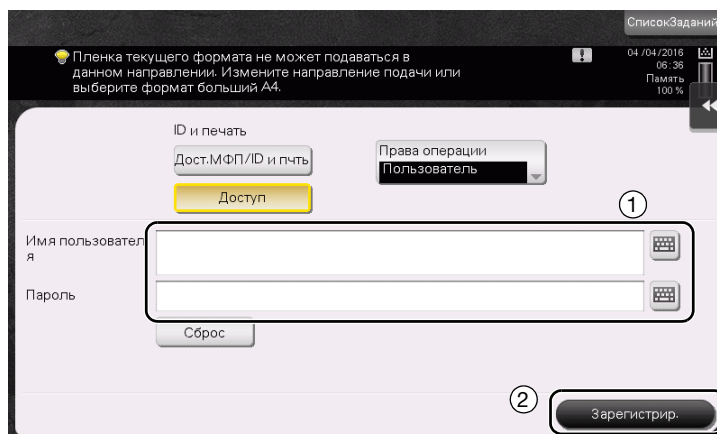 СписокЗаданий
Пленка текущего формата не может подаваться в
данном направлении. Измените направление подачи или
выберите формат больший A4.
04/04/2016
06:36
Память
100 %
ID и печать
Дост.МФП/ID и пчть
Права операции
Пользователь
Доступ
1
Имя пользовател
я
Пароль
Сброс
2
Зарегистрир.